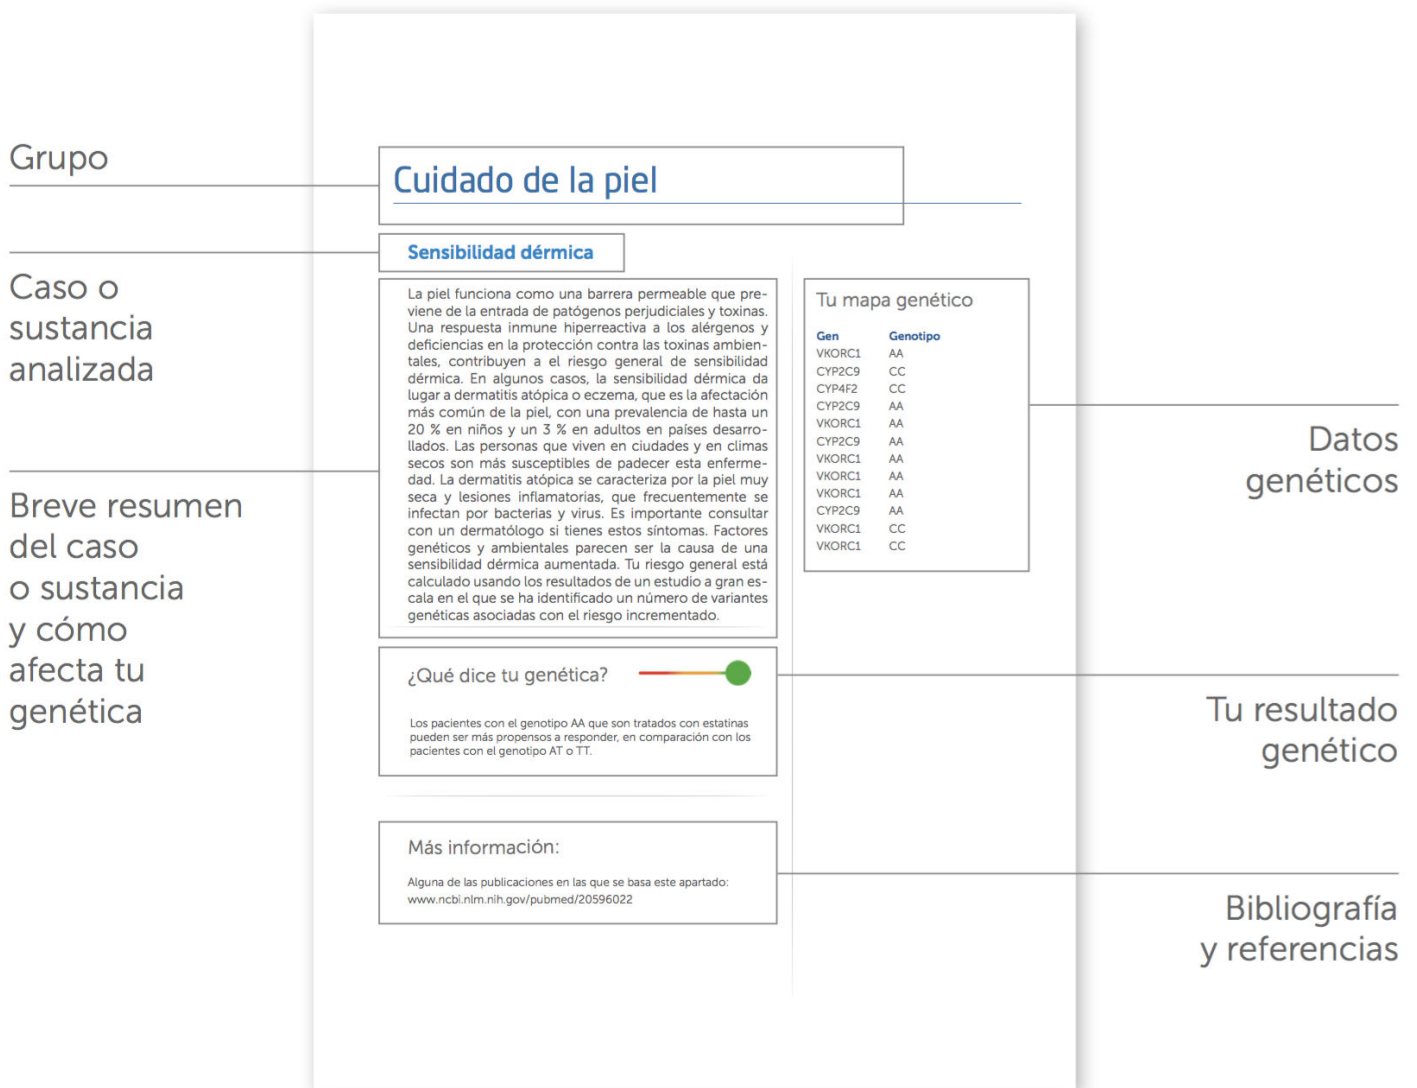 Grupo
Cuidado de la piel
Sensibilidad dérmica
Caso o
sustancia
analizada
La piel funciona como una barrera permeable que pre-
viene de la entrada de patógenos perjudiciales y toxinas.
Una respuesta inmune hiperreactiva a los alérgenos y
deficiencias en la protección contra las toxinas ambien-
tales, contribuyen a el riesgo general de sensibilidad
dérmica. En algunos casos, la sensibilidad dérmica da
lugar a dermatitis atópica o eczema, que es la afectación
más común de la piel, con una prevalencia de hasta un
20 % en niños y un 3 % en adultos en países desarro-
llados. Las personas que viven en ciudades y en climas
secos son más susceptibles de padecer esta enferme-
dad. La dermatitis atópica se caracteriza por la piel muy
seca y lesiones inflamatorias, que frecuentemente se
infectan por bacterias y virus. Es importante consultar
con un dermatólogo si tienes estos síntomas. Factores
genéticos y ambientales parecen ser la causa de una
sensibilidad dérmica aumentada. Tu riesgo general está
calculado usando los resultados de un estudio a gran es-
cala en el que se ha identificado un número de variantes
genéticas asociadas con el riesgo incrementado.
Breve resumen
del caso
o sustancia
y cómo
afecta tu
genética
Tu mapa genético
Gen Genotipo
VKORC1 AA
CYP2C9 CC
CYP4F2 CC
CYP2C9 AA
VKORC1 AA
CYP2C9 AA
VKORC1 AA
VKORC1 AA
VKORC1 AA
CYP2C9 AA
VKORC1 CC
VKORC1 CC
Datos
genéticos
¿Qué dice tu genética?
Los pacientes con el genotipo AA que son tratados con estatinas
pueden ser más propensos a responder, en comparación con los
pacientes con el genotipo AT o TT.
Tu resultado
genético
Más información:
Alguna de las publicaciones en las que se basa este apartado:
www.ncbi.nlm.nih.gov/pubmed/20596022
Bibliografía
y referencias